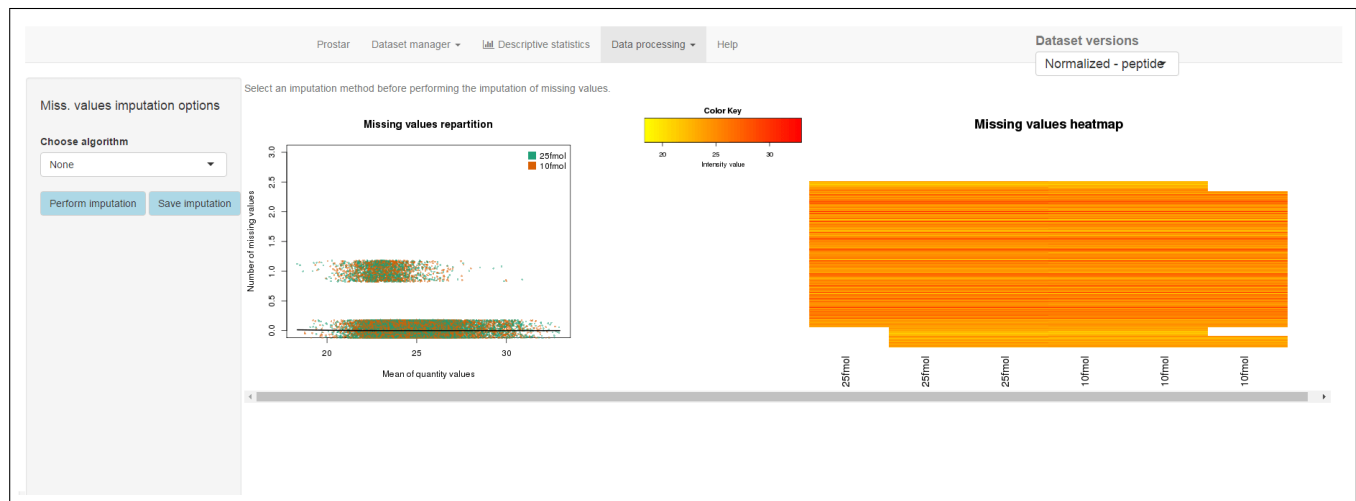 Prostar Dataset manager Descriptive statistics Data processing Help
Dataset versions
Normalized - peptide
Miss. values imputation options
Choose algorithm
None
Perform imputation Save imputation
Select an imputation method before performing the imputation of missing values.
Missing values repartition
25fmol
10fmol
Number of missing values
3.0
2.5
2.0
1.5
1.0
0.5
0.0
20 25 30
Mean of quantity values
Color Key
20 25 30
Intensity value
Missing values heatmap
25fmol 25fmol 25fmol 10fmol 10fmol 10fmol